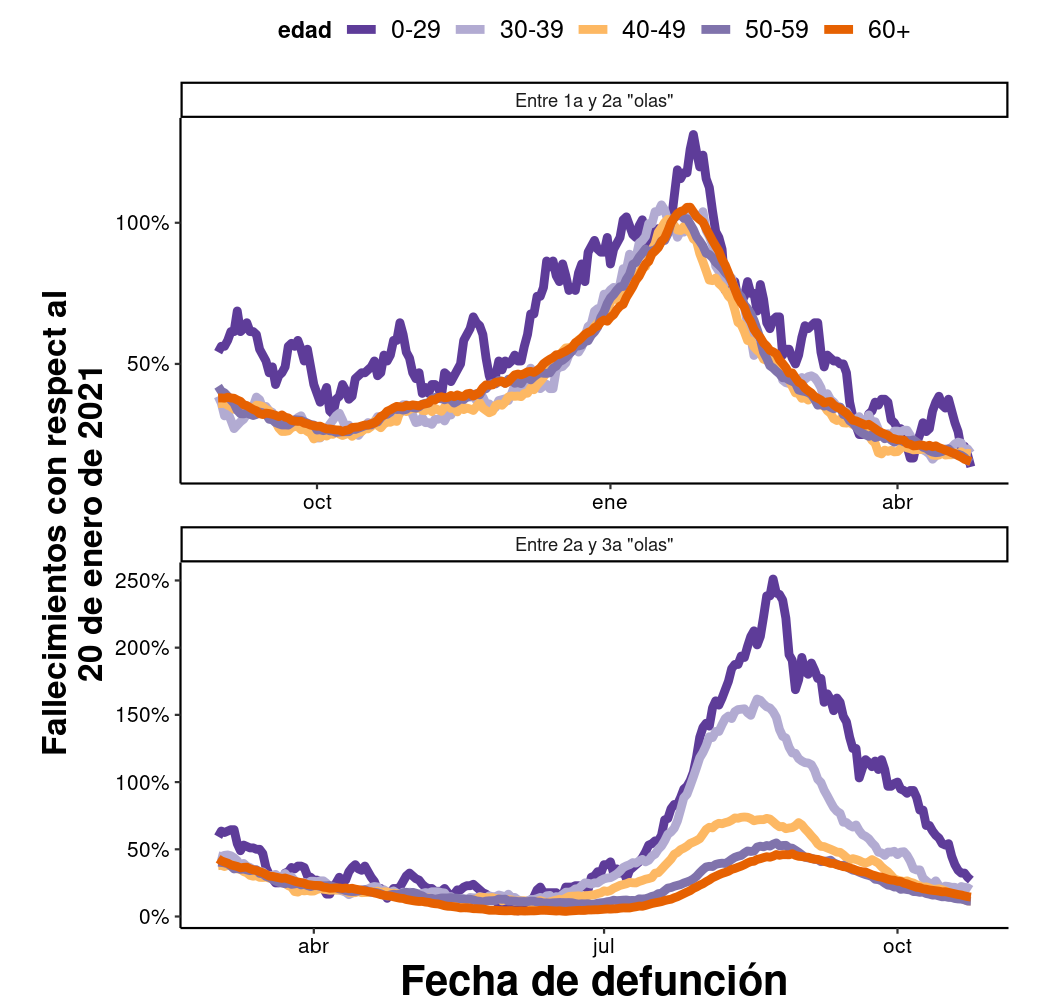 edad 0-29 30-39 40-49 50-59 60+
Entre 1a y 2a "olas"
100%
50%
oct ene abr
Fallecimientos con respect al
20 de enero de 2021
Entre 2a y 3a "olas"
250%
200%
150%
100%
50%
0%
abr jul oct
Fecha de defunción